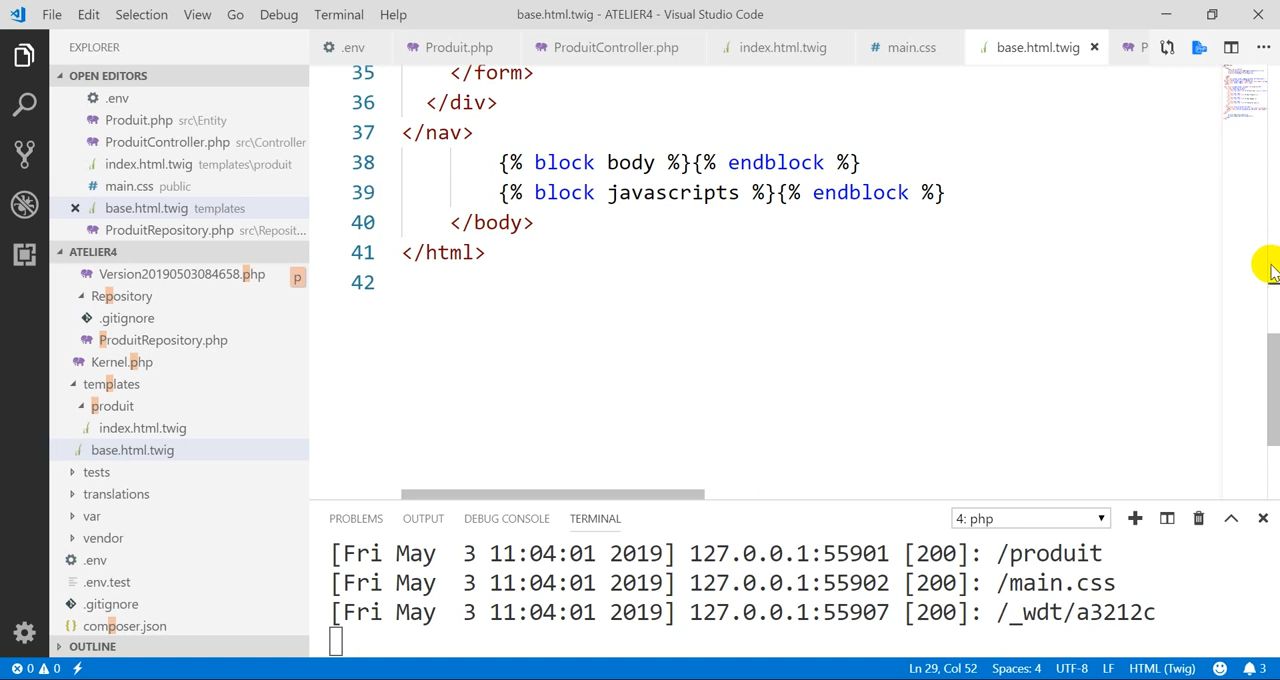 File Edit Selection View Go Debug Terminal Help base.html.twig - ATELIER4 - Visual Studio Code
EXPLORER
.env Produit.php ProduitController.php index.html.twig main.css base.html.twig P
OPEN EDITORS
.env
Produit.php src\Entity
ProduitController.php src\Controller
index.html.twig templates\produit
main.css public
base.html.twig templates
ProduitRepository.php src\Reposit...
ATELIER4
Version20190503084658.php p
Repository
.gitignore
ProduitRepository.php
Kernel.php
templates
produit
index.html.twig
base.html.twig
tests
translations
var
vendor
.env
.env.test
.gitignore
composer.json
OUTLINE
35 </form>
36 </div>
37 </nav>
38 {% block body %}{% endblock %}
39 {% block javascripts %}{% endblock %}
40 </body>
41 </html>
42
PROBLEMS OUTPUT DEBUG CONSOLE TERMINAL 4: php
[Fri May  3 11:04:01 2019] 127.0.0.1:55901 [200]: /produit
[Fri May  3 11:04:01 2019] 127.0.0.1:55902 [200]: /main.css
[Fri May  3 11:04:01 2019] 127.0.0.1:55907 [200]: /_wdt/a3212c
0 0 Ln 29, Col 52 Spaces: 4 UTF-8 LF HTML (Twig) 3